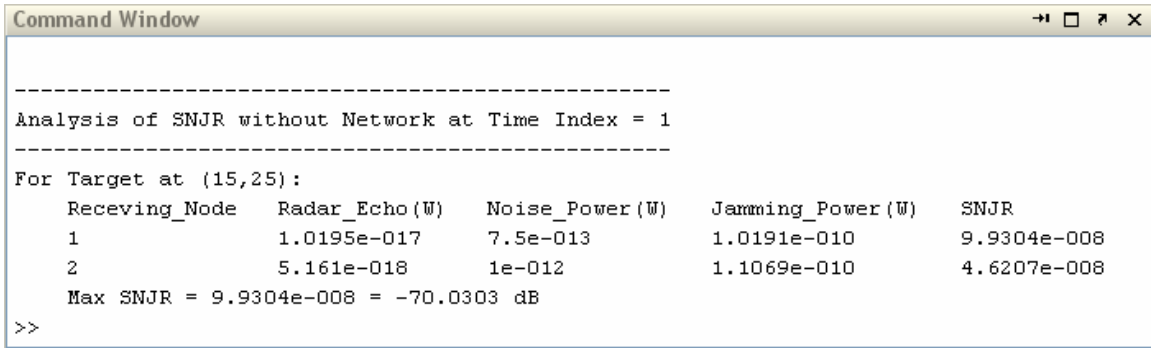 Command Window
--------------------------------------------------
Analysis of SNJR without Network at Time Index = 1
--------------------------------------------------
For Target at (15,25):
Receving_Node Radar_Echo(W) Noise_Power(W) Jamming_Power(W) SNJR
1 1.0195e-017 7.5e-013 1.0191e-010 9.9304e-008
2 5.161e-018 1e-012 1.1069e-010 4.6207e-008
Max SNJR = 9.9304e-008 = -70.0303 dB
>>